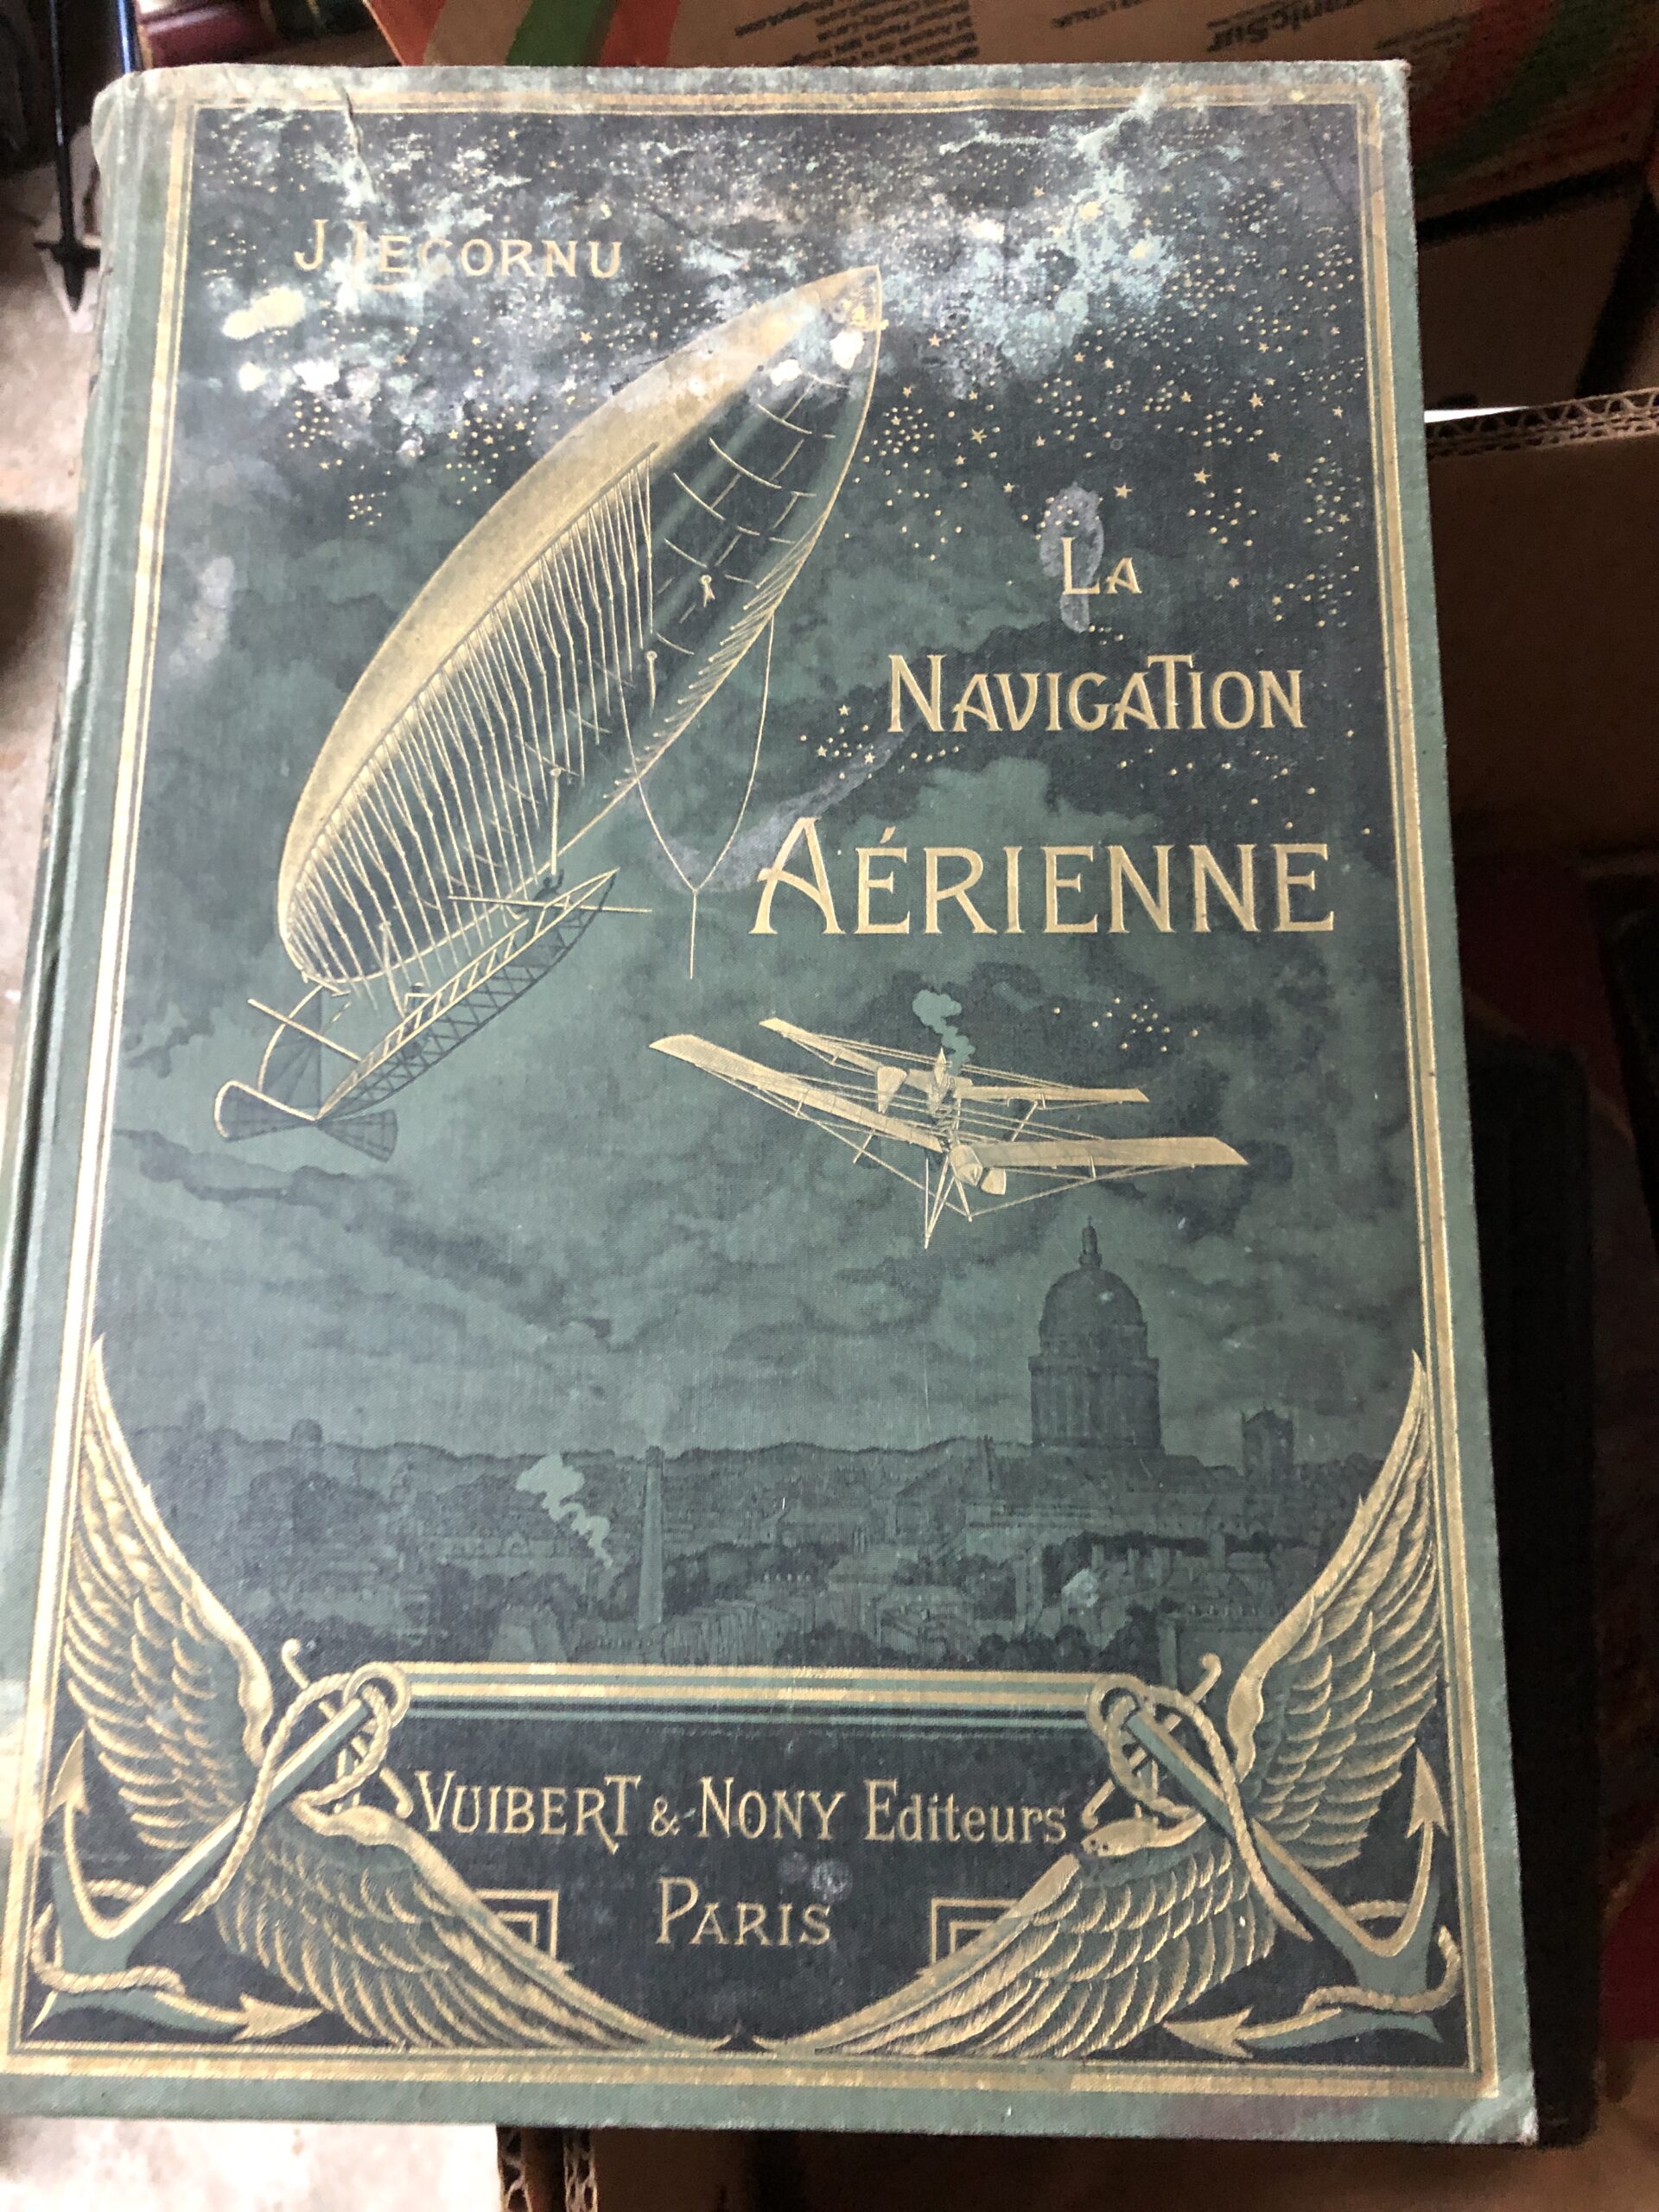 J LECORNU
LA
NAVIGATION
AÉRIENNE
VUIBERT & NONY Editeurs
PARIS